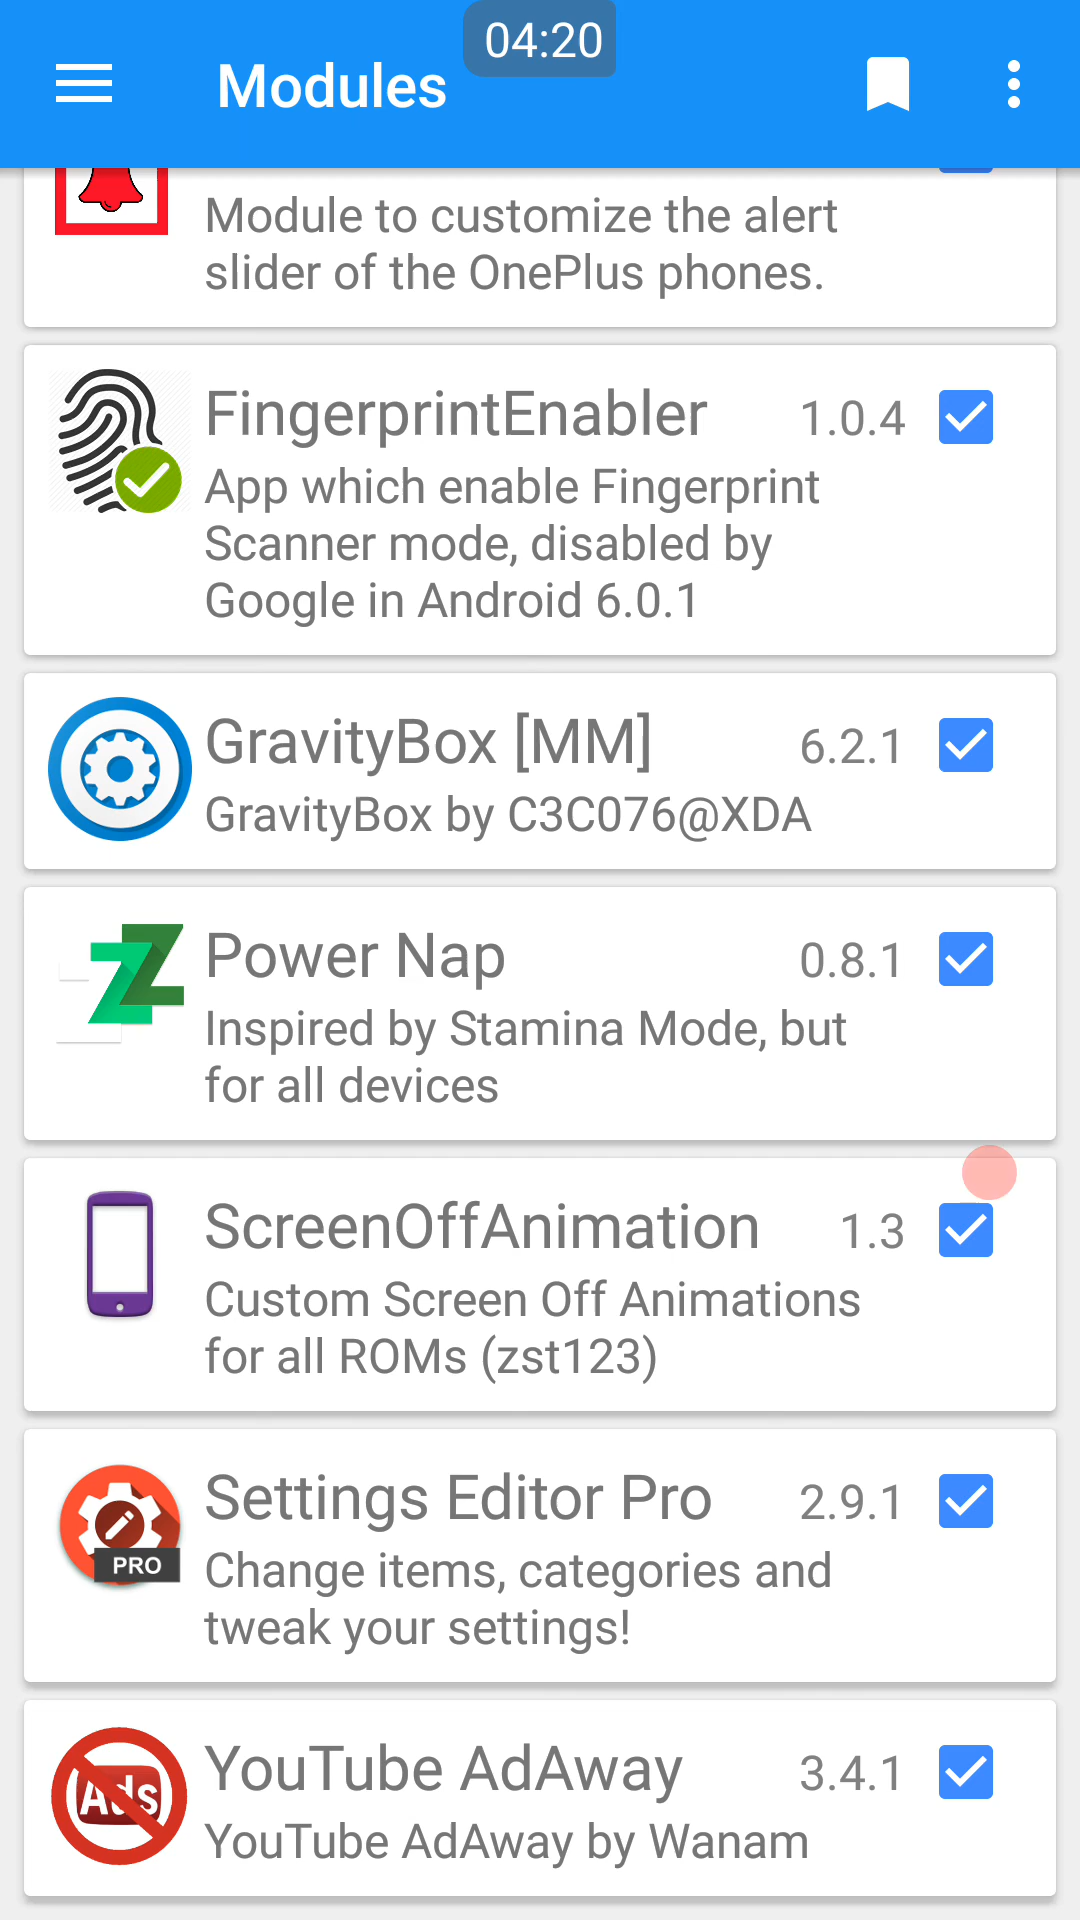 04:20
Modules
Module to customize the alert
slider of the OnePlus phones.
FingerprintEnabler 1.0.4
App which enable Fingerprint
Scanner mode, disabled by
Google in Android 6.0.1
GravityBox [MM] 6.2.1
GravityBox by C3C076@XDA
Power Nap 0.8.1
Inspired by Stamina Mode, but
for all devices
ScreenOffAnimation 1.3
Custom Screen Off Animations
for all ROMs (zst123)
Settings Editor Pro 2.9.1
PRO
Change items, categories and
tweak your settings!
YouTube AdAway 3.4.1
Ads
YouTube AdAway by Wanam